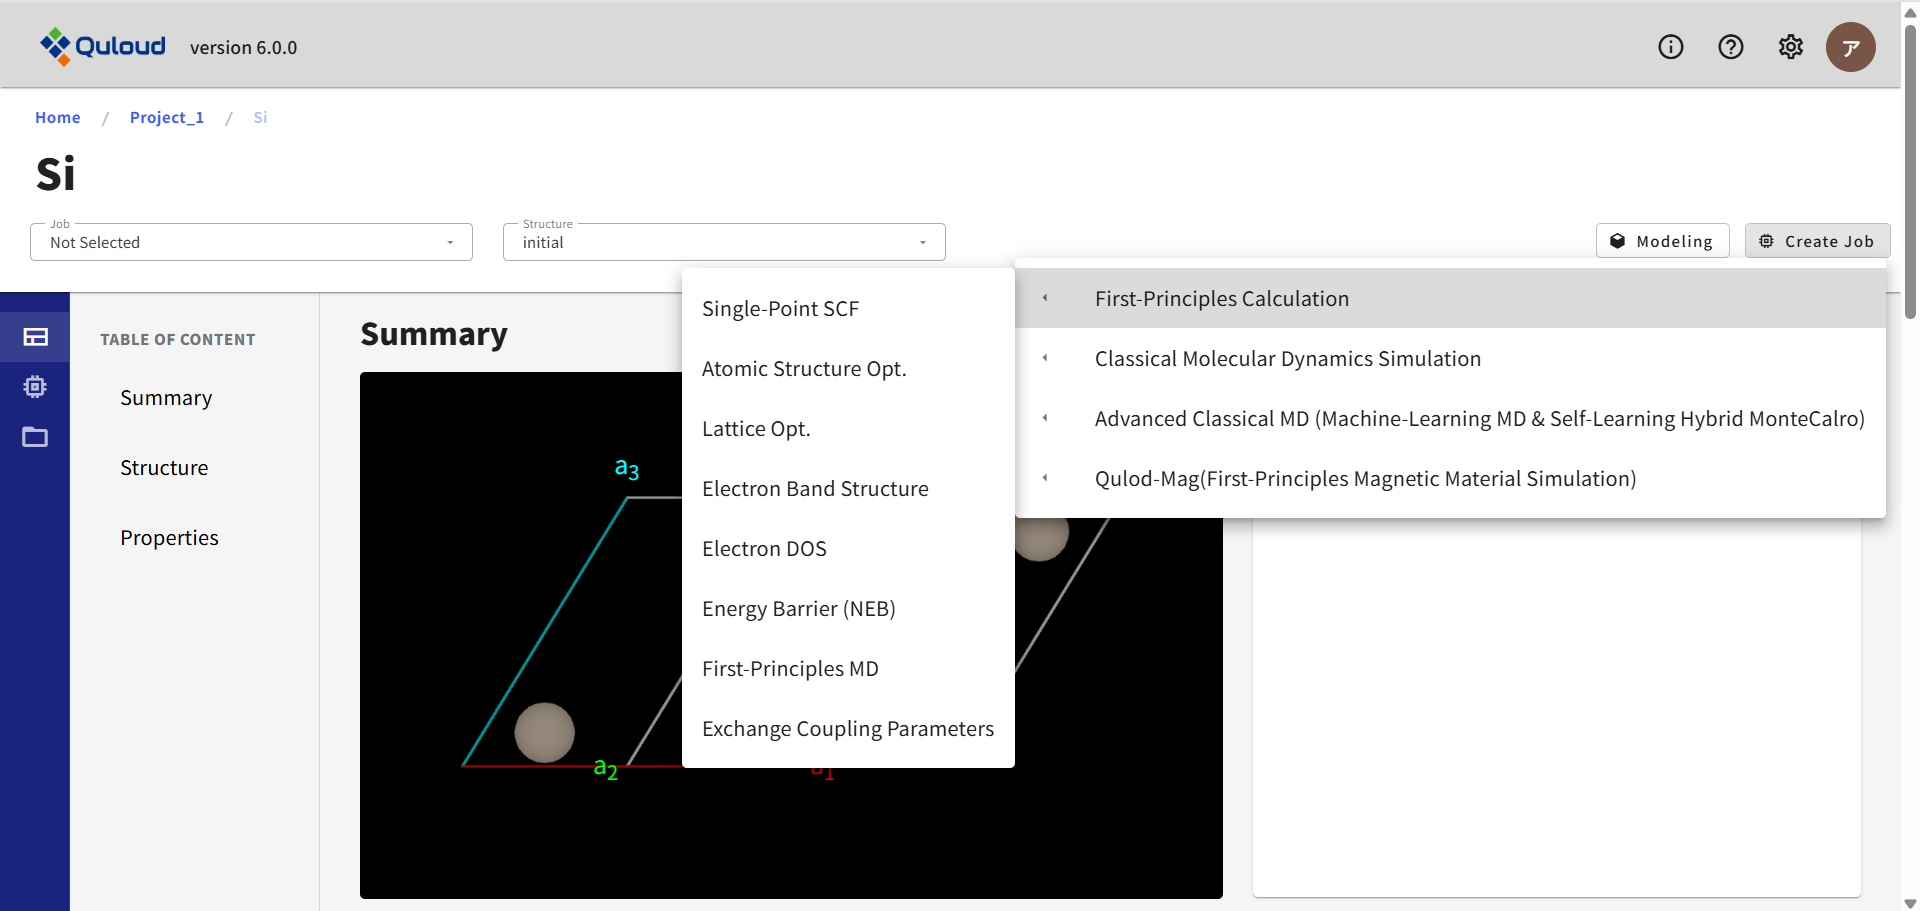 Quloud
version 6.0.0
ア
Home / Project_1 / Si
Si
Job
Not Selected
Structure
initial
Modeling
Create Job
First-Principles Calculation
Classical Molecular Dynamics Simulation
Advanced Classical MD (Machine-Learning MD & Self-Learning Hybrid MonteCalro)
Qulod-Mag(First-Principles Magnetic Material Simulation)
Single-Point SCF
Atomic Structure Opt.
Lattice Opt.
Electron Band Structure
Electron DOS
Energy Barrier (NEB)
First-Principles MD
Exchange Coupling Parameters
TABLE OF CONTENT
Summary
Structure
Properties
Summary
a3
a2
a1